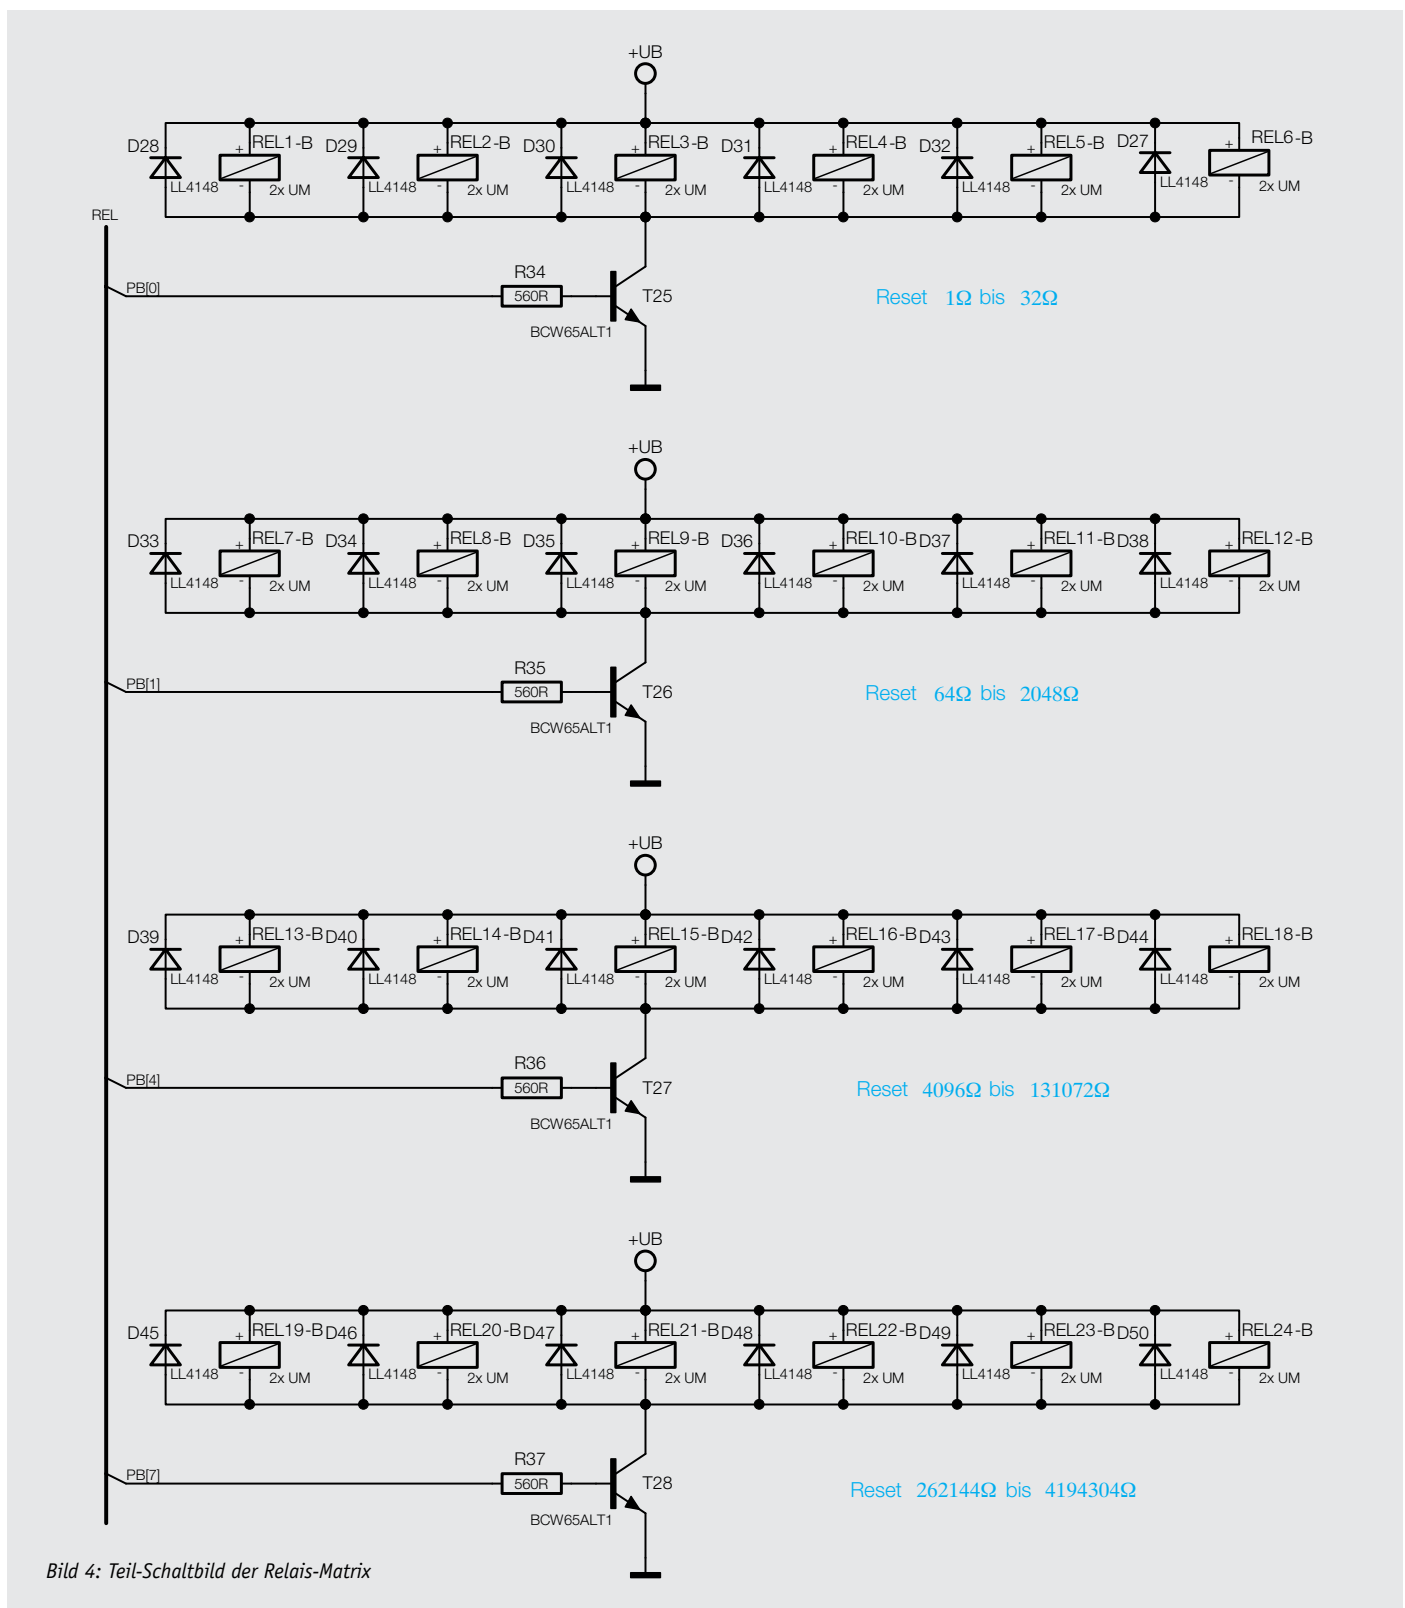 +UB
D28 REL1-B D29 REL2-B D30 REL3-B D31 REL4-B D32 REL5-B D27 REL6-B
+ + + + + +
LL4148 - 2x UM LL4148 - 2x UM LL4148 - 2x UM LL4148 - 2x UM LL4148 - 2x UM LL4148 - 2x UM
REL
PB[0] R34
560R T25 Reset 1Ω bis 32Ω
BCW65ALT1
+UB
D33 REL7-B D34 REL8-B D35 REL9-B D36 REL10-B D37 REL11-B D38 REL12-B
+ + + + + +
LL4148 - 2x UM LL4148 - 2x UM LL4148 - 2x UM LL4148 - 2x UM LL4148 - 2x UM LL4148 - 2x UM
PB[1] R35
560R T26 Reset 64Ω bis 2048Ω
BCW65ALT1
+UB
D39 REL13-B D40 REL14-B D41 REL15-B D42 REL16-B D43 REL17-B D44 REL18-B
+ + + + + +
LL4148 - 2x UM LL4148 - 2x UM LL4148 - 2x UM LL4148 - 2x UM LL4148 - 2x UM LL4148 - 2x UM
PB[4] R36
560R T27 Reset 4096Ω bis 131072Ω
BCW65ALT1
+UB
D45 REL19-B D46 REL20-B D47 REL21-B D48 REL22-B D49 REL23-B D50 REL24-B
+ + + + + +
LL4148 - 2x UM LL4148 - 2x UM LL4148 - 2x UM LL4148 - 2x UM LL4148 - 2x UM LL4148 - 2x UM
PB[7] R37
560R T28 Reset 262144Ω bis 4194304Ω
BCW65ALT1
Bild 4: Teil-Schaltbild der Relais-Matrix